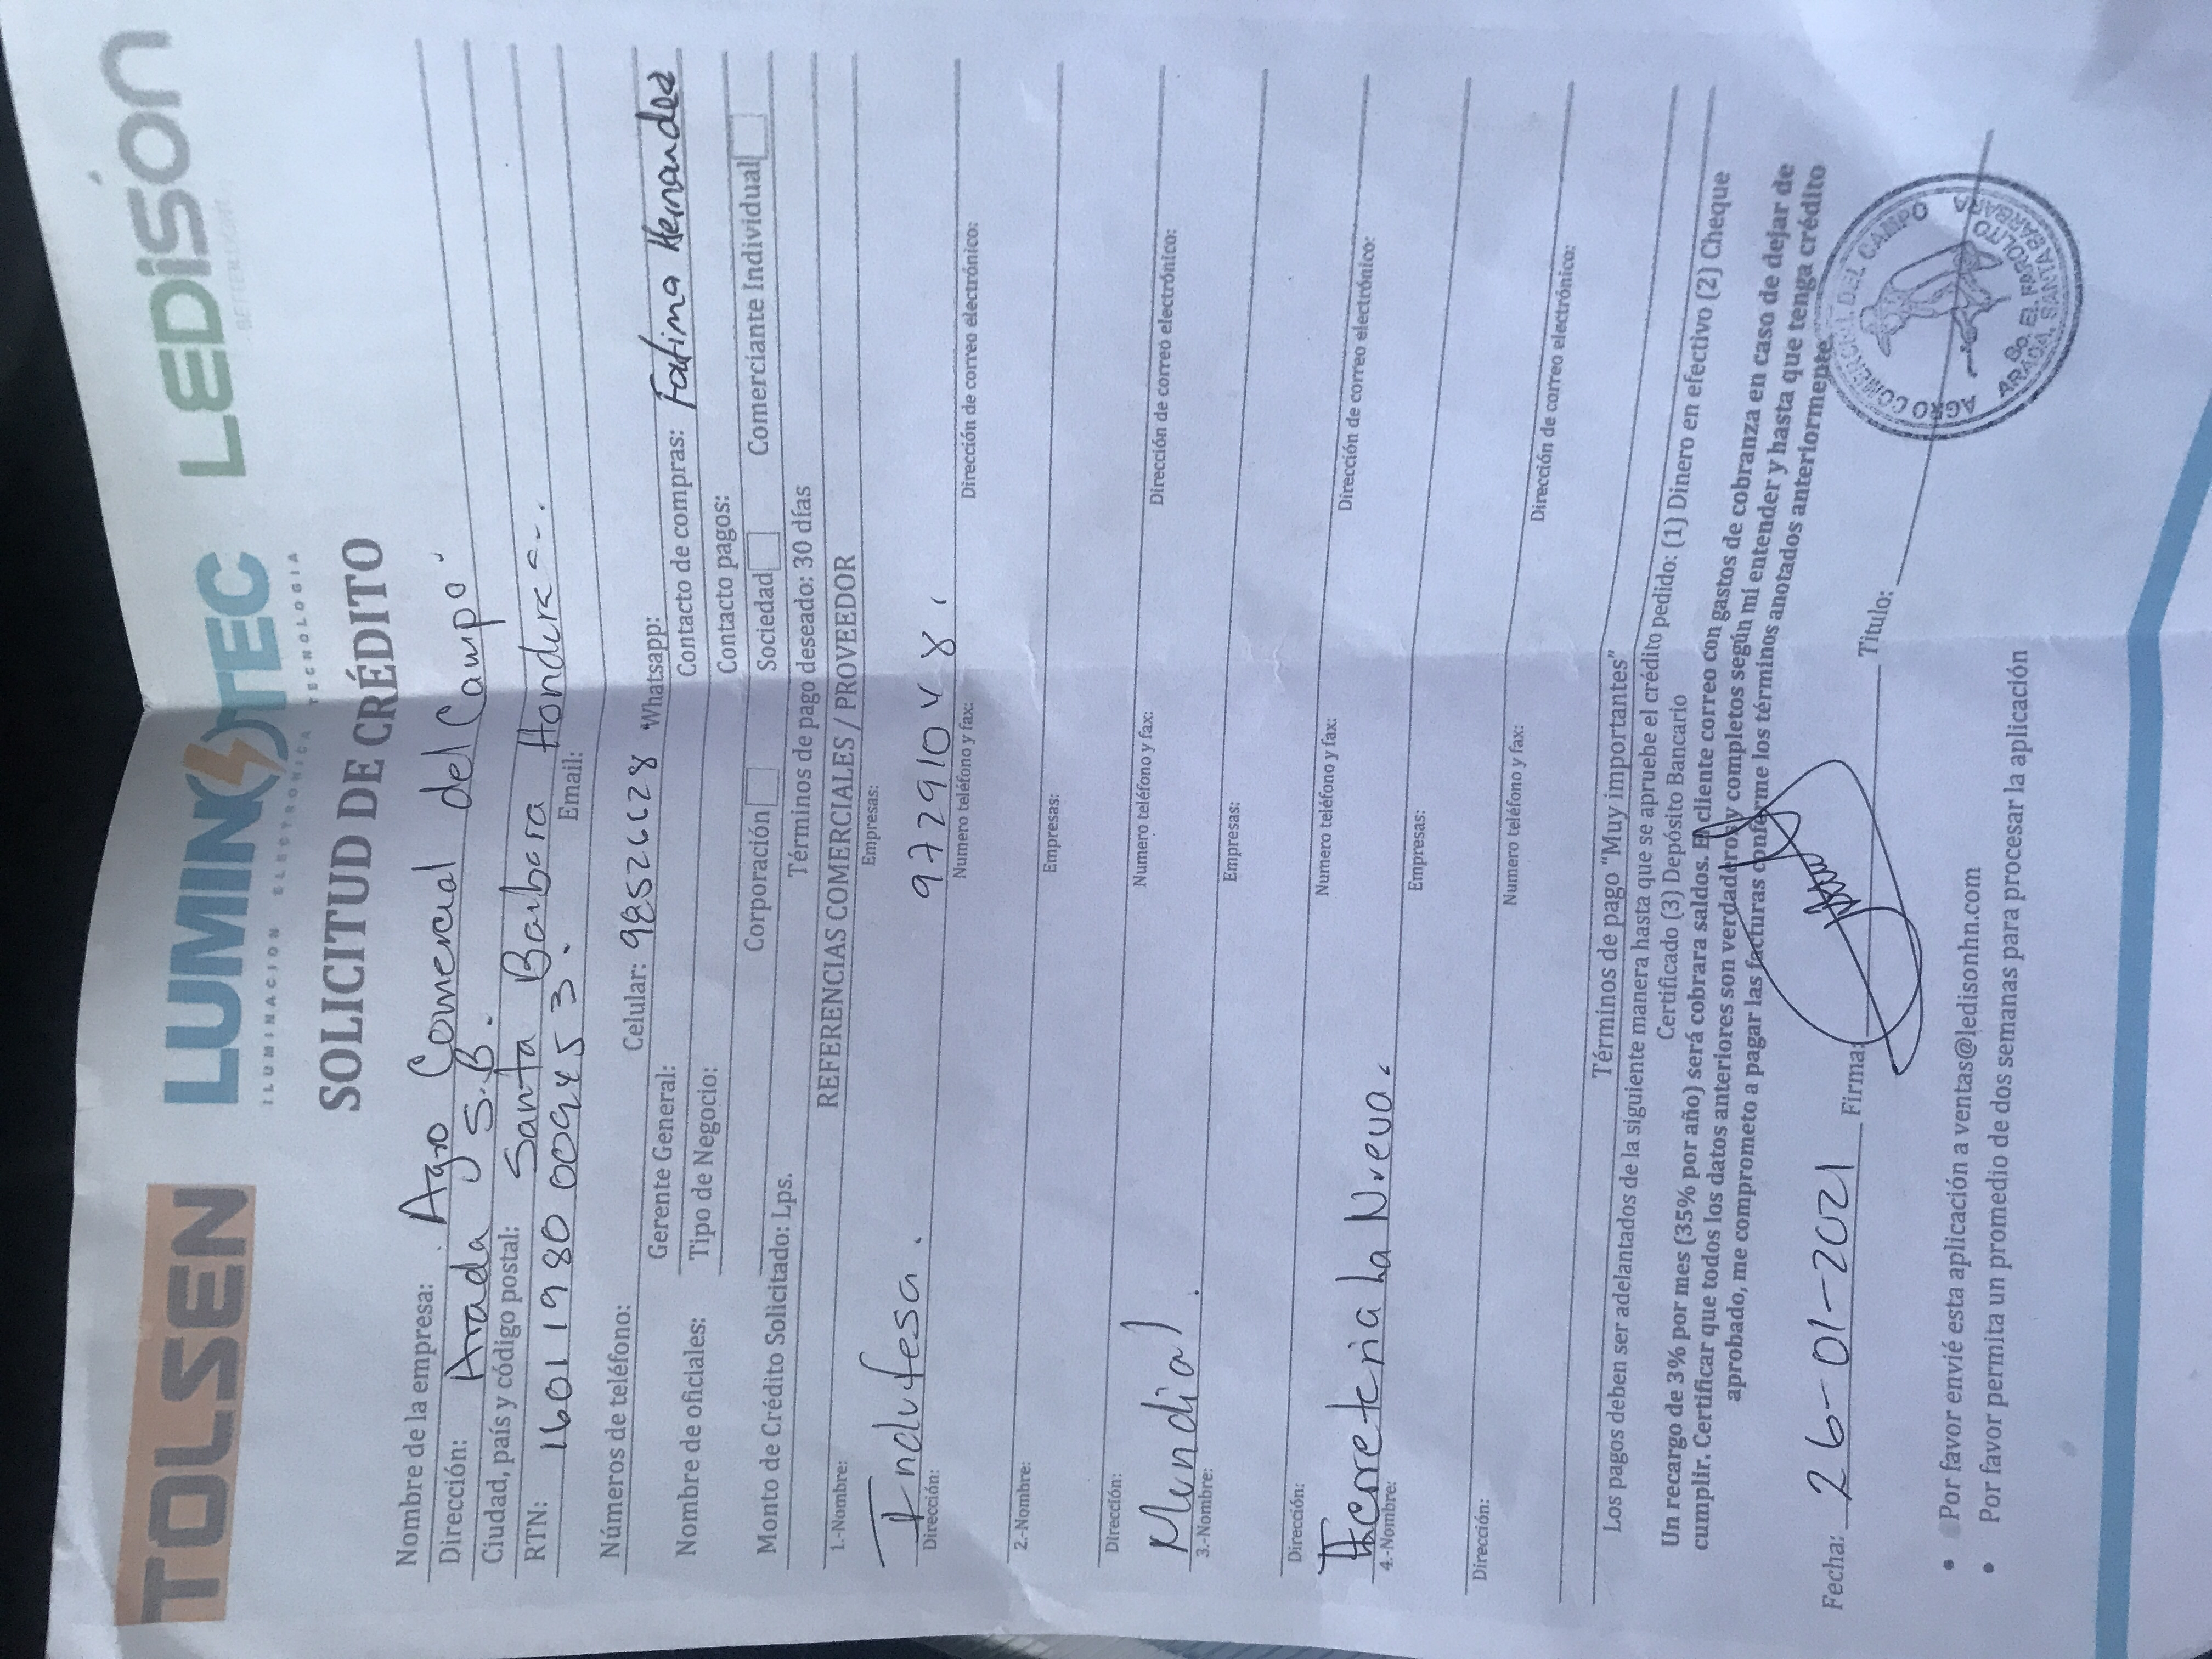 TOLSEN LUMINOTEC LEDISON
BETTER LIGHT
ILUMINACION ELECTRONICA TECNOLOGIA
SOLICITUD DE CRÉDITO
Nombre de la empresa: Agro Comercial del Campo
Dirección: Arada S.B.
Ciudad, país y código postal: Santa Barbara Honduras
RTN: 16011980009453. Email:
Números de teléfono: Celular: 98526628 Whatsapp:
Nombre de oficiales: Gerente General: Contacto de compras: Fatima Hernandez
Tipo de Negocio: Contacto pagos:
Corporación Sociedad Comerciante Individual
Monto de Crédito Solicitado: Lps. Términos de pago deseado: 30 días
REFERENCIAS COMERCIALES / PROVEEDOR
1.-Nombre: Empresas:
Indufesa. 97291048.
Dirección: Numero teléfono y fax: Dirección de correo electrónico:
2.-Nombre: Empresas:
Dirección: Numero teléfono y fax: Dirección de correo electrónico:
Mundial.
3.-Nombre: Empresas:
Dirección: Numero teléfono y fax: Dirección de correo electrónico:
Ferreteria La Nueva.
4.-Nombre: Empresas:
Dirección: Numero teléfono y fax: Dirección de correo electrónico:
Términos de pago “Muy importantes”
Los pagos deben ser adelantados de la siguiente manera hasta que se apruebe el crédito pedido: (1) Dinero en efectivo (2) Cheque
Certificado (3) Depósito Bancario
Un recargo de 3% por mes (35% por año) será cobrara saldos. El cliente correo con gastos de cobranza en caso de dejar de
cumplir. Certificar que todos los datos anteriores son verdaderos y completos según mi entender y hasta que tenga crédito
aprobado, me comprometo a pagar las facturas conforme los términos anotados anteriormente.
Fecha: 26-01-2021 Firma: Titulo:
AGRO COMERCIAL DEL CAMPO
Bo. EL FAROLITO
ARADA, SANTA BARBARA
• Por favor envié esta aplicación a ventas@ledisonhn.com
• Por favor permita un promedio de dos semanas para procesar la aplicación